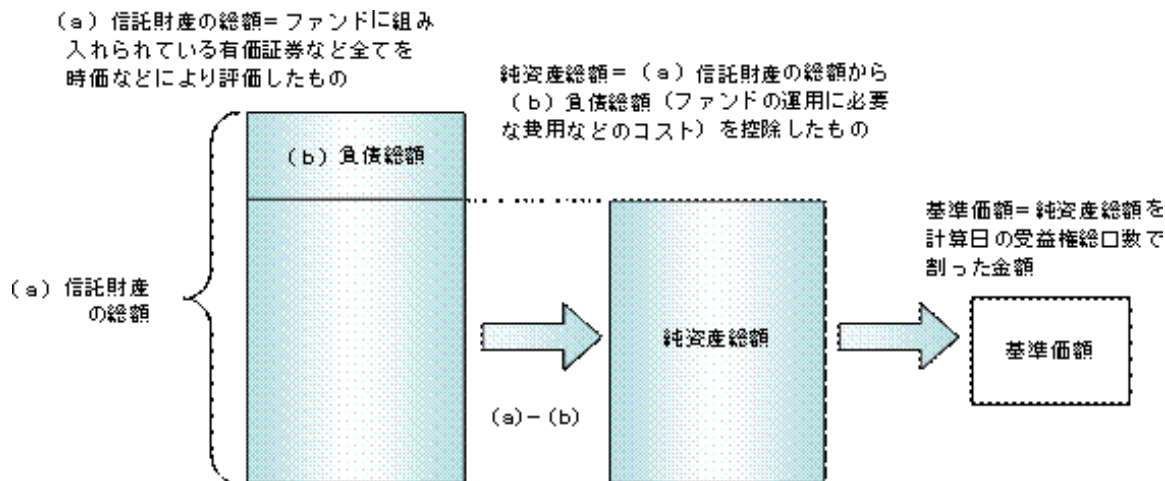 （a）信託財産の総額＝ファンドに組み
入れられている有価証券など全てを
時価などにより評価したもの
純資産総額＝（a）信託財産の総額から
（b）負債総額（ファンドの運用に必要
な費用などのコスト）を控除したもの
（b）負債総額
基準価額＝純資産総額を
計算日の受益権総口数で
割った金額
（a）信託財産
の総額
純資産総額
基準価額
(a)－(b)